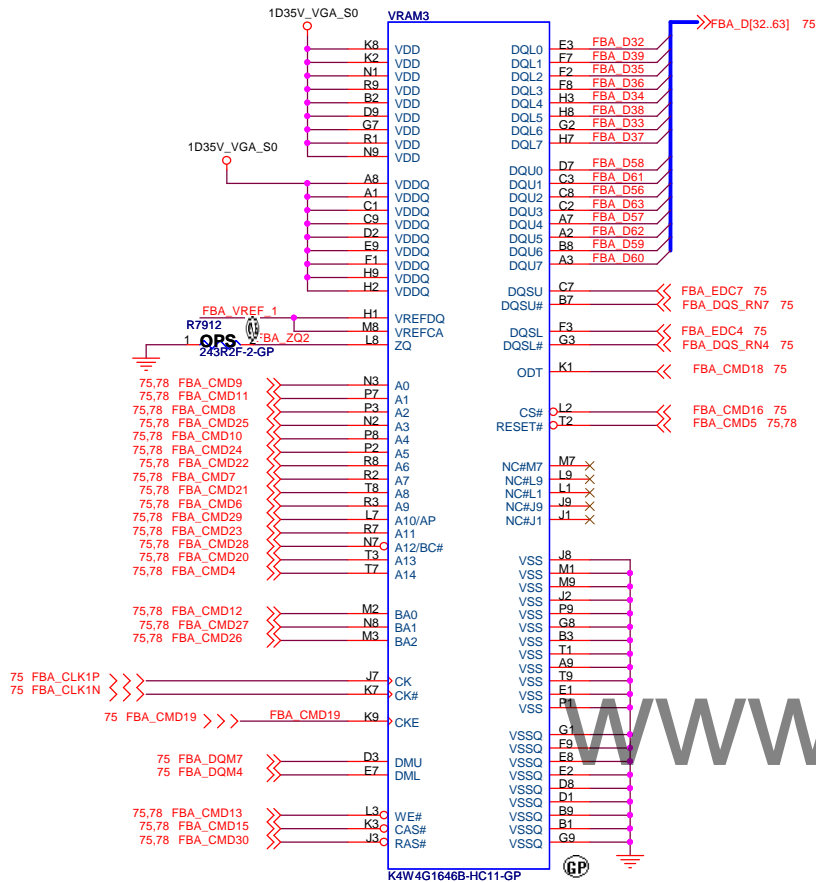 1D35V_VGA_S0
VRAM3
FBA_D[32..63] 75
K8 VDD
K2 VDD
N1 VDD
R9 VDD
B2 VDD
D9 VDD
G7 VDD
R1 VDD
N9 VDD
1D35V_VGA_S0
A8 VDDQ
A1 VDDQ
C1 VDDQ
C9 VDDQ
D2 VDDQ
E9 VDDQ
F1 VDDQ
H9 VDDQ
H2 VDDQ
FBA_VREF_1 H1 VREFDQ
M8 VREFCA
R7912
1 OPS 2 FBA_ZQ2 L8 ZQ
243R2F-2-GP
75,78 FBA_CMD9 N3 A0
75,78 FBA_CMD11 P7 A1
75,78 FBA_CMD8 P3 A2
75,78 FBA_CMD25 N2 A3
75,78 FBA_CMD10 P8 A4
75,78 FBA_CMD24 P2 A5
75,78 FBA_CMD22 R8 A6
75,78 FBA_CMD7 R2 A7
75,78 FBA_CMD21 T8 A8
75,78 FBA_CMD6 R3 A9
75,78 FBA_CMD29 L7 A10/AP
75,78 FBA_CMD23 R7 A11
75,78 FBA_CMD28 N7 A12/BC#
75,78 FBA_CMD20 T3 A13
75,78 FBA_CMD4 T7 A14
75,78 FBA_CMD12 M2 BA0
75,78 FBA_CMD27 N8 BA1
75,78 FBA_CMD26 M3 BA2
75 FBA_CLK1P J7 CK
75 FBA_CLK1N K7 CK#
75 FBA_CMD19 FBA_CMD19 K9 CKE
75 FBA_DQM7 D3 DMU
75 FBA_DQM4 E7 DML
75,78 FBA_CMD13 L3 WE#
75,78 FBA_CMD15 K3 CAS#
75,78 FBA_CMD30 J3 RAS#
DQL0 E3 FBA_D32
DQL1 F7 FBA_D39
DQL2 F2 FBA_D35
DQL3 F8 FBA_D36
DQL4 H3 FBA_D34
DQL5 H8 FBA_D38
DQL6 G2 FBA_D33
DQL7 H7 FBA_D37
DQU0 D7 FBA_D58
DQU1 C3 FBA_D61
DQU2 C8 FBA_D56
DQU3 C2 FBA_D63
DQU4 A7 FBA_D57
DQU5 A2 FBA_D62
DQU6 B8 FBA_D59
DQU7 A3 FBA_D60
DQSU C7 FBA_EDC7 75
DQSU# B7 FBA_DQS_RN7 75
DQSL F3 FBA_EDC4 75
DQSL# G3 FBA_DQS_RN4 75
ODT K1 FBA_CMD18 75
CS# L2 FBA_CMD16 75
RESET# T2 FBA_CMD5 75,78
NC#M7 M7
NC#L9 L9
NC#L1 L1
NC#J9 J9
NC#J1 J1
VSS J8
VSS M1
VSS M9
VSS J2
VSS P9
VSS G8
VSS B3
VSS T1
VSS A9
VSS T9
VSS E1
VSS P1
VSSQ G1
VSSQ F9
VSSQ E8
VSSQ E2
VSSQ D8
VSSQ D1
VSSQ B9
VSSQ B1
VSSQ G9
www
K4W4G1646B-HC11-GP
GP